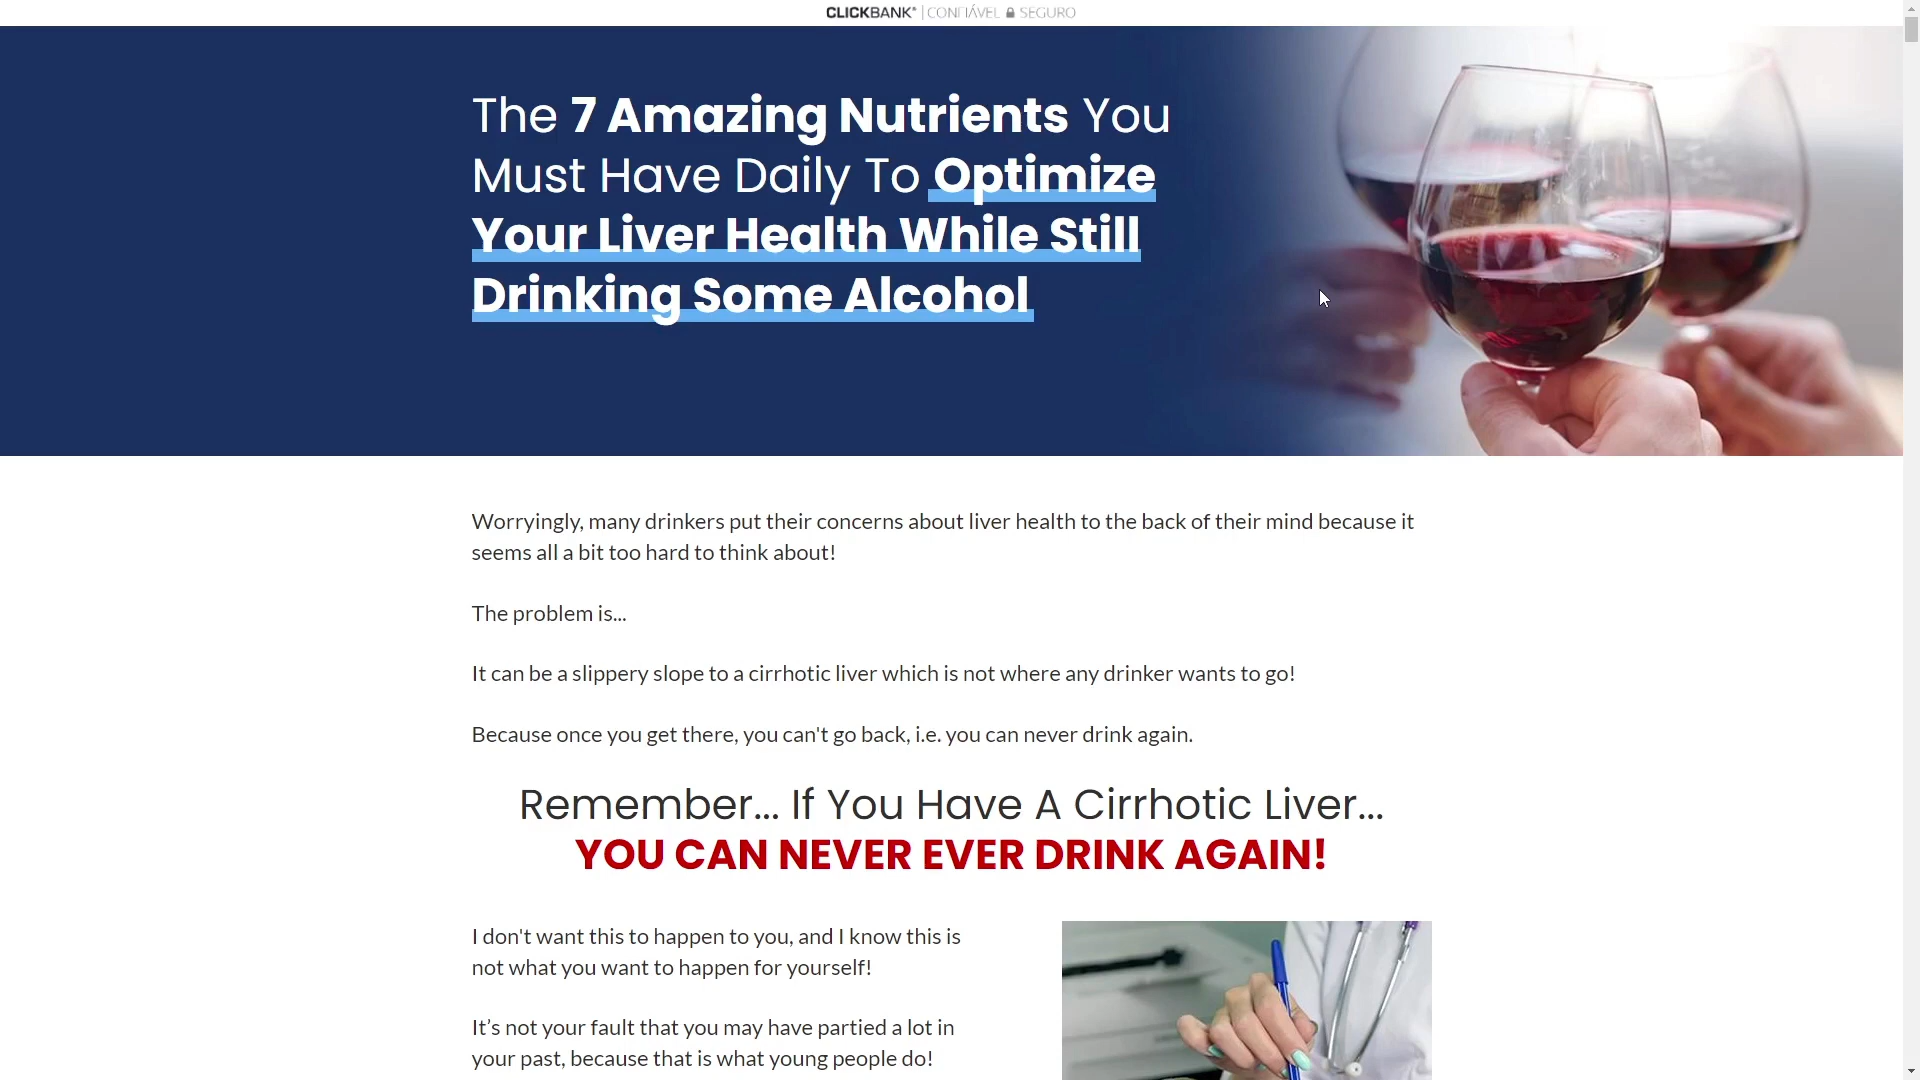 CLICKBANK® | CONFIÁVEL SEGURO
The 7 Amazing Nutrients You
Must Have Daily To Optimize
Your Liver Health While Still
Drinking Some Alcohol
Worryingly, many drinkers put their concerns about liver health to the back of their mind because it
seems all a bit too hard to think about!
The problem is...
It can be a slippery slope to a cirrhotic liver which is not where any drinker wants to go!
Because once you get there, you can't go back, i.e. you can never drink again.
Remember... If You Have A Cirrhotic Liver...
YOU CAN NEVER EVER DRINK AGAIN!
I don't want this to happen to you, and I know this is
not what you want to happen for yourself!
It’s not your fault that you may have partied a lot in
your past, because that is what young people do!